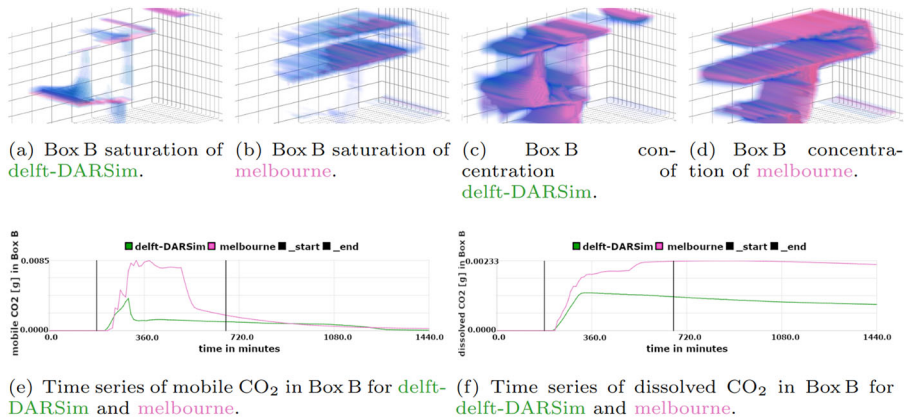 (a) Box B saturation of
delft-DARSim.
(b) Box B saturation of
melbourne.
(c) Box B con-
centration of
delft-DARSim.
(d) Box B concentra-
tion of melbourne.
delft-DARSim melbourne _start _end
0.0085
mobile CO2 [g] in Box B
0.0000
0.0 360.0 720.0 1080.0 1440.0
time in minutes
delft-DARSim melbourne _start _end
0.00233
dissolved CO2 [g] in Box B
0.0000
0.0 360.0 720.0 1080.0 1440.0
time in minutes
(e) Time series of mobile CO₂ in Box B for delft-
DARSim and melbourne.
(f) Time series of dissolved CO₂ in Box B for
delft-DARSim and melbourne.